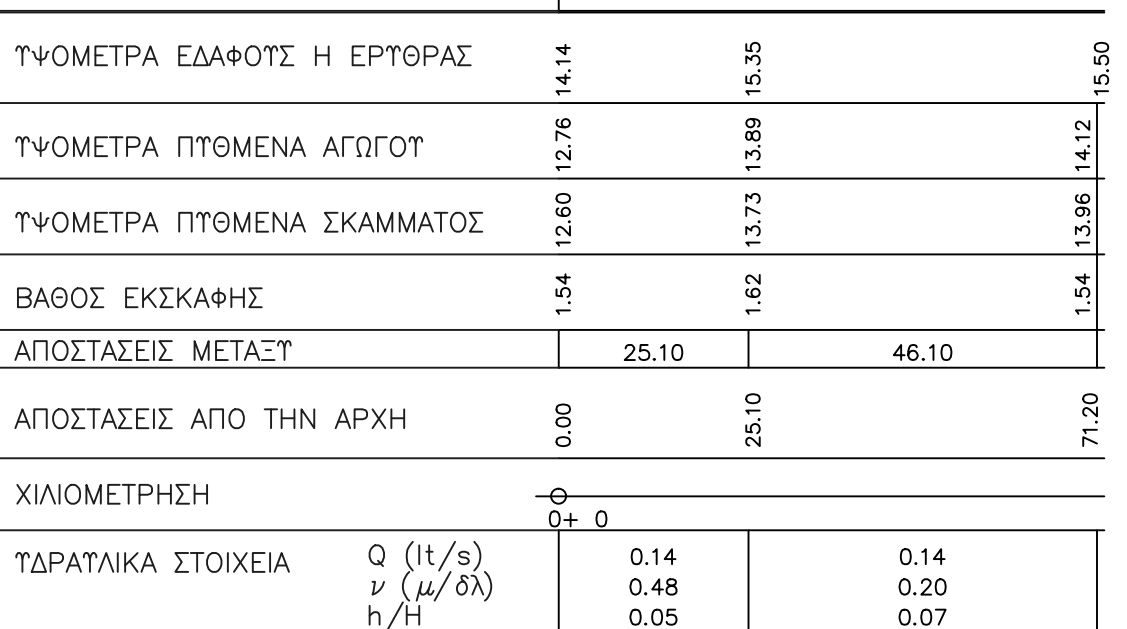 ΥΨΟΜΕΤΡΑ ΕΔΑΦΟΥΣ Η ΕΡΥΘΡΑΣ 14.14 15.35 15.50
ΥΨΟΜΕΤΡΑ ΠΥΘΜΕΝΑ ΑΓΩΓΟΥ 12.76 13.89 14.12
ΥΨΟΜΕΤΡΑ ΠΥΘΜΕΝΑ ΣΚΑΜΜΑΤΟΣ 12.60 13.73 13.96
ΒΑΘΟΣ ΕΚΣΚΑΦΗΣ 1.54 1.62 1.54
ΑΠΟΣΤΑΣΕΙΣ ΜΕΤΑΞΥ 25.10 46.10
ΑΠΟΣΤΑΣΕΙΣ ΑΠΟ ΤΗΝ ΑΡΧΗ 0.00 25.10 71.20
ΧΙΛΙΟΜΕΤΡΗΣΗ
0+ 0
ΥΔΡΑΥΛΙΚΑ ΣΤΟΙΧΕΙΑ Q (lt/s) 0.14 0.14
ν (μ/δλ) 0.48 0.20
h/H 0.05 0.07